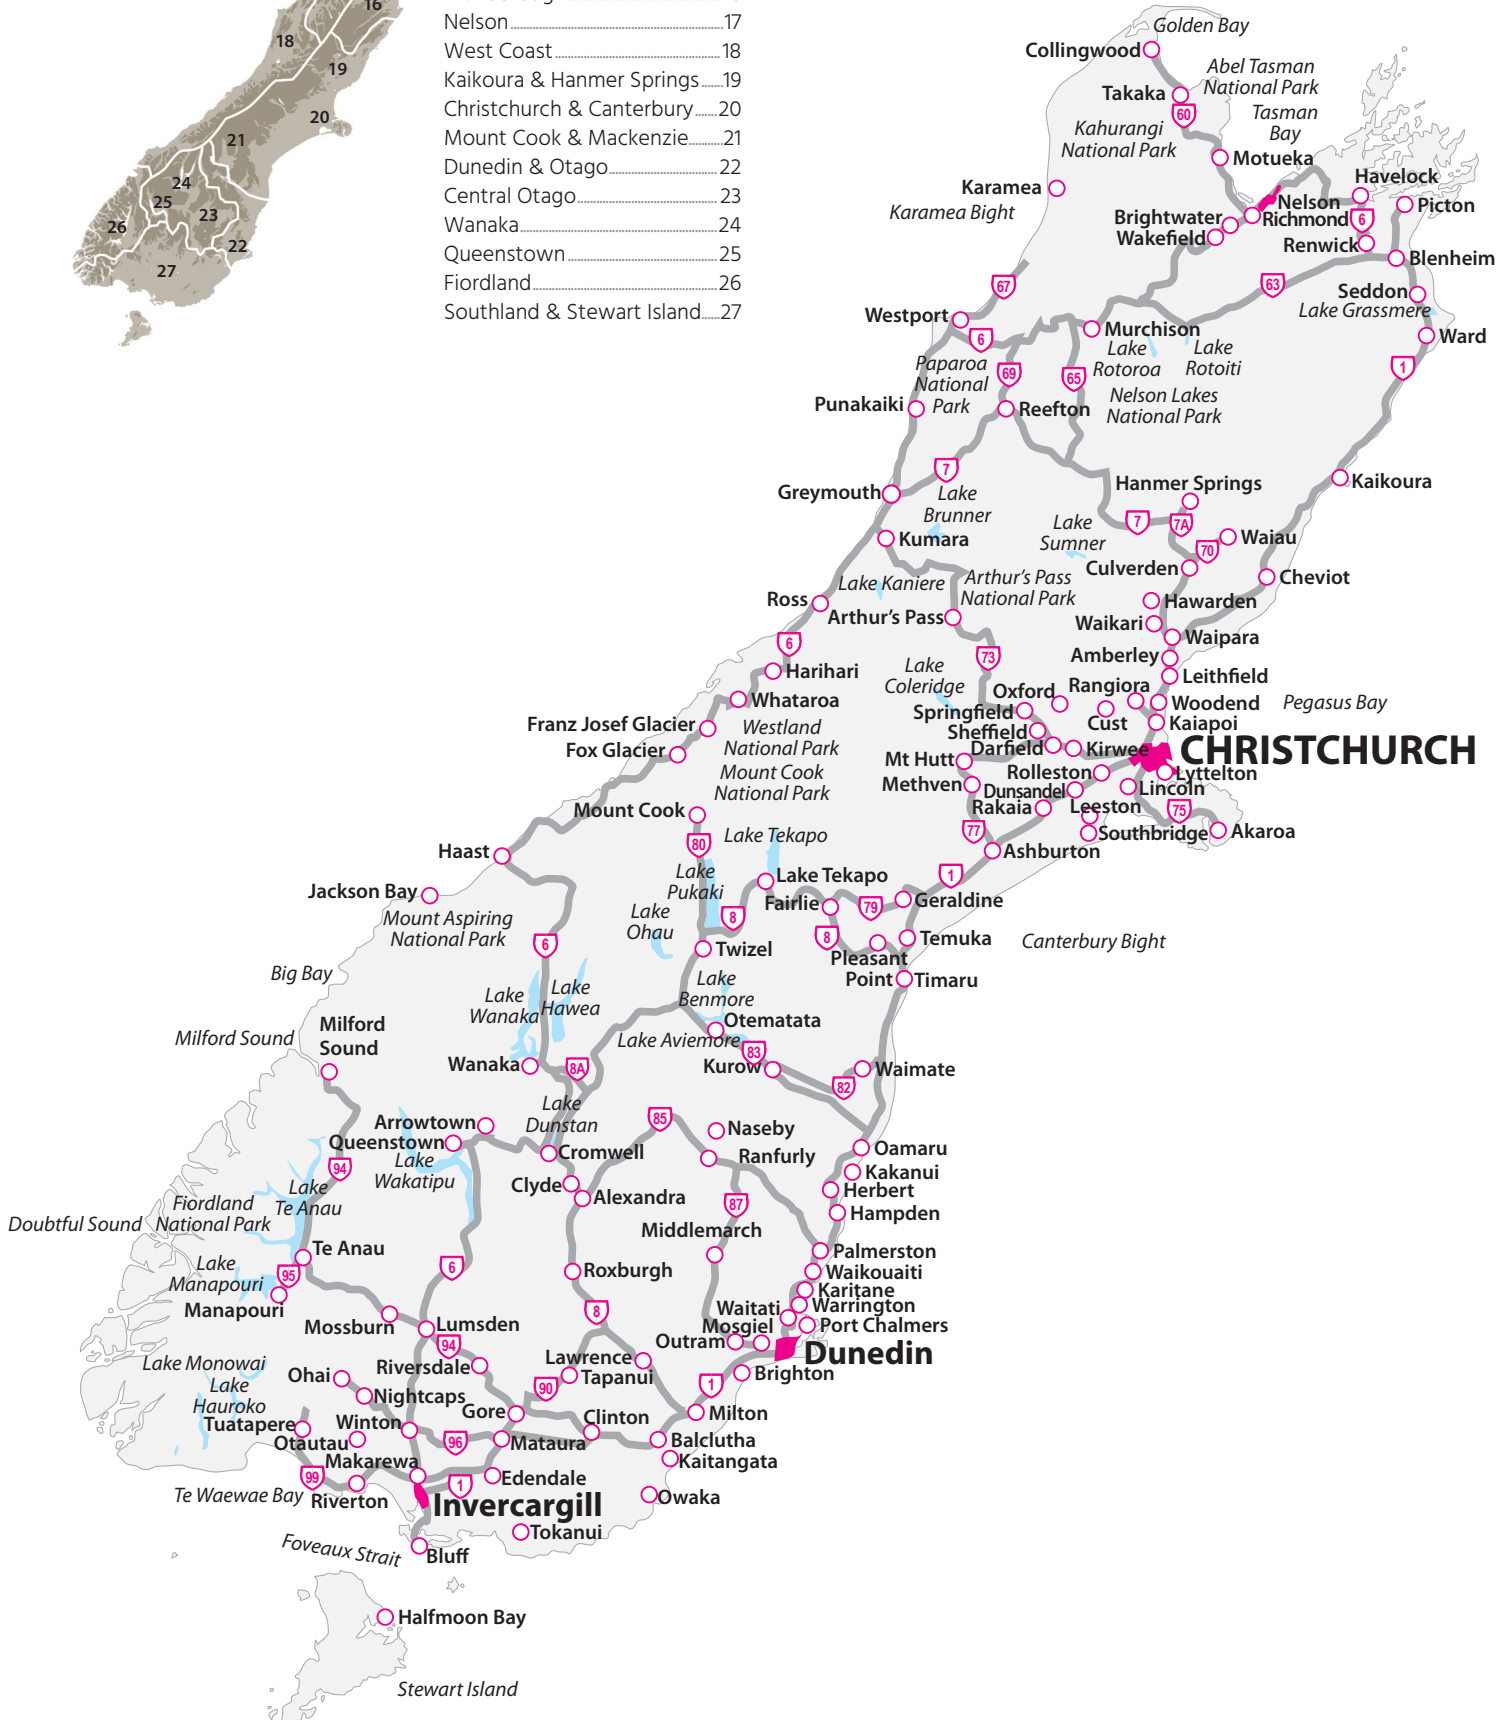 16
18
19
20
21
24
25
23
26
22
27
Nelson 17
West Coast 18
Kaikoura & Hanmer Springs 19
Christchurch & Canterbury 20
Mount Cook & Mackenzie 21
Dunedin & Otago 22
Central Otago 23
Wanaka 24
Queenstown 25
Fiordland 26
Southland & Stewart Island 27
Golden Bay
Collingwood
Abel Tasman
National Park
Takaka
60
Tasman
Bay
Kahurangi
National Park
Motueka
Havelock
Karamea
Karamea Bight
Nelson
Picton
Brightwater
Richmond
6
Wakefield
Renwick
Blenheim
67
63
Seddon
Lake Grassmere
Westport
Murchison
Ward
6
Lake
Rotoroa
Lake
Rotoiti
Paparoa
National
Park
69
65
1
Nelson Lakes
National Park
Punakaiki
Reefton
7
Hanmer Springs
Kaikoura
Greymouth
Lake
Brunner
Lake
Sumner
7
7A
Kumara
70
Waiau
Culverden
Lake Kaniere
Arthur's Pass
National Park
Cheviot
Ross
Arthur's Pass
Hawarden
Waikari
Waipara
6
73
Amberley
Harihari
Lake
Coleridge
Leithfield
Oxford
Rangiora
Whataroa
Woodend
Pegasus Bay
Springfield
Cust
Kaiapoi
Franz Josef Glacier
Westland
National Park
Sheffield
Fox Glacier
Darfield
Kirwee
CHRISTCHURCH
Mt Hutt
Mount Cook
National Park
Rolleston
Lyttelton
Methven
Dunsandel
Lincoln
Rakaia
Leeston
75
Mount Cook
77
Southbridge
Akaroa
Lake Tekapo
80
Haast
Ashburton
Lake
Pukaki
Lake Tekapo
1
Jackson Bay
Fairlie
79
Geraldine
Mount Aspiring
National Park
Lake
Ohau
8
8
Temuka
Canterbury Bight
6
Twizel
Pleasant
Point
Timaru
Big Bay
Lake
Wanaka
Lake
Hawea
Lake
Benmore
Milford Sound
Milford
Sound
Otematata
Lake Aviemore
83
Wanaka
8A
Kurow
82
Waimate
Lake
Dunstan
85
Arrowtown
Naseby
Queenstown
Cromwell
Ranfurly
Oamaru
Lake
Wakatipu
94
Kakanui
Clyde
Alexandra
Herbert
Fiordland
National Park
Lake
Te Anau
87
Hampden
Doubtful Sound
Middlemarch
Te Anau
Palmerston
Lake
Manapouri
95
6
Roxburgh
Waikouaiti
Karitane
Manapouri
8
Waitati
Warrington
Mossburn
Lumsden
Mosgiel
Port Chalmers
94
Outram
Dunedin
Lake Monowai
Riversdale
Lawrence
Ohai
Tapanui
Brighton
Lake
Hauroko
Nightcaps
90
1
Gore
Milton
Tuatapere
Winton
Clinton
Otautau
96
Mataura
Balclutha
Makarewa
Kaitangata
99
1
Edendale
Te Waewae Bay
Riverton
Invercargill
Owaka
Tokanui
Foveaux Strait
Bluff
Halfmoon Bay
Stewart Island